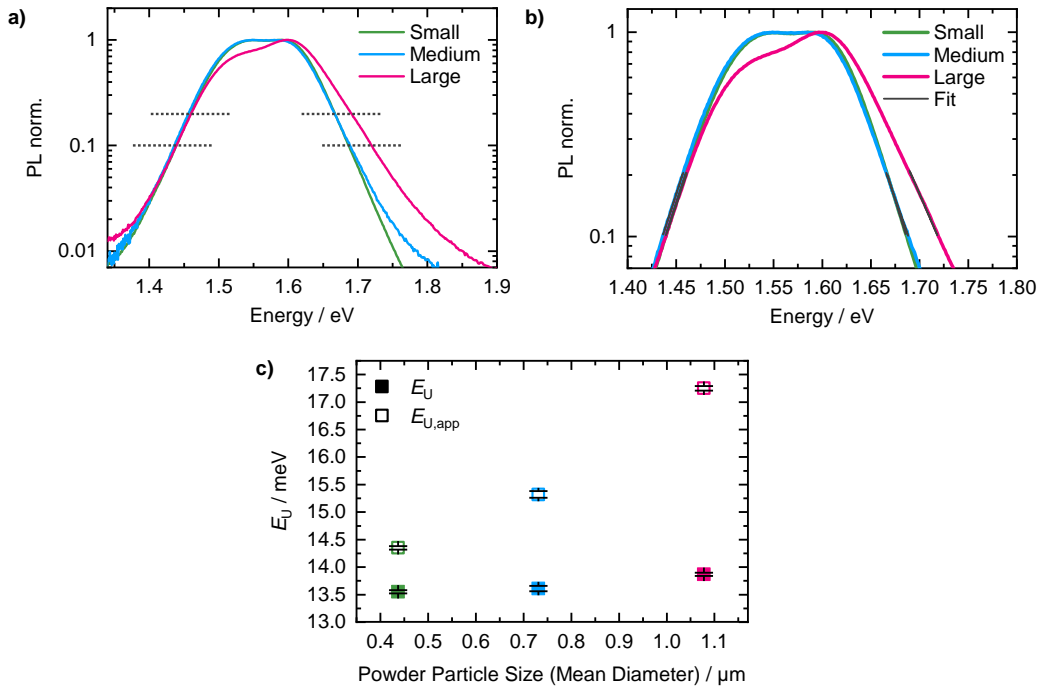 a)
PL norm.
1
0.1
0.01
1.4 1.5 1.6 1.7 1.8 1.9
Energy / eV
Small
Medium
Large
b)
PL norm.
1
0.1
1.40 1.45 1.50 1.55 1.60 1.65 1.70 1.75 1.80
Energy / eV
Small
Medium
Large
Fit
c)
E_U / meV
17.5
17.0
16.5
16.0
15.5
15.0
14.5
14.0
13.5
13.0
0.4 0.5 0.6 0.7 0.8 0.9 1.0 1.1
Powder Particle Size (Mean Diameter) / µm
E_U
E_U,app